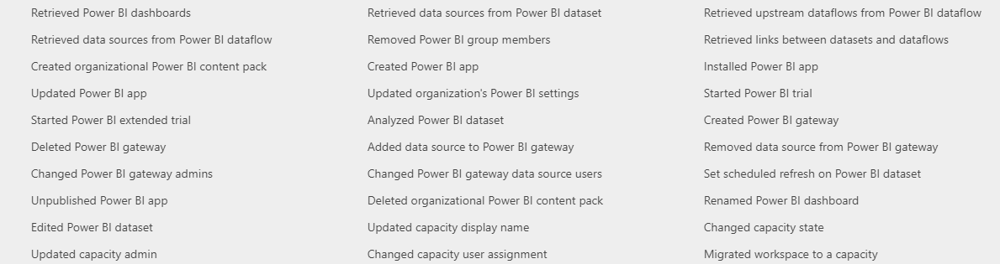 Retrieved Power BI dashboards
Retrieved data sources from Power BI dataset
Retrieved upstream dataflows from Power BI dataflow
Retrieved data sources from Power BI dataflow
Removed Power BI group members
Retrieved links between datasets and dataflows
Created organizational Power BI content pack
Created Power BI app
Installed Power BI app
Updated Power BI app
Updated organization's Power BI settings
Started Power BI trial
Started Power BI extended trial
Analyzed Power BI dataset
Created Power BI gateway
Deleted Power BI gateway
Added data source to Power BI gateway
Removed data source from Power BI gateway
Changed Power BI gateway admins
Changed Power BI gateway data source users
Set scheduled refresh on Power BI dataset
Unpublished Power BI app
Deleted organizational Power BI content pack
Renamed Power BI dashboard
Edited Power BI dataset
Updated capacity display name
Changed capacity state
Updated capacity admin
Changed capacity user assignment
Migrated workspace to a capacity